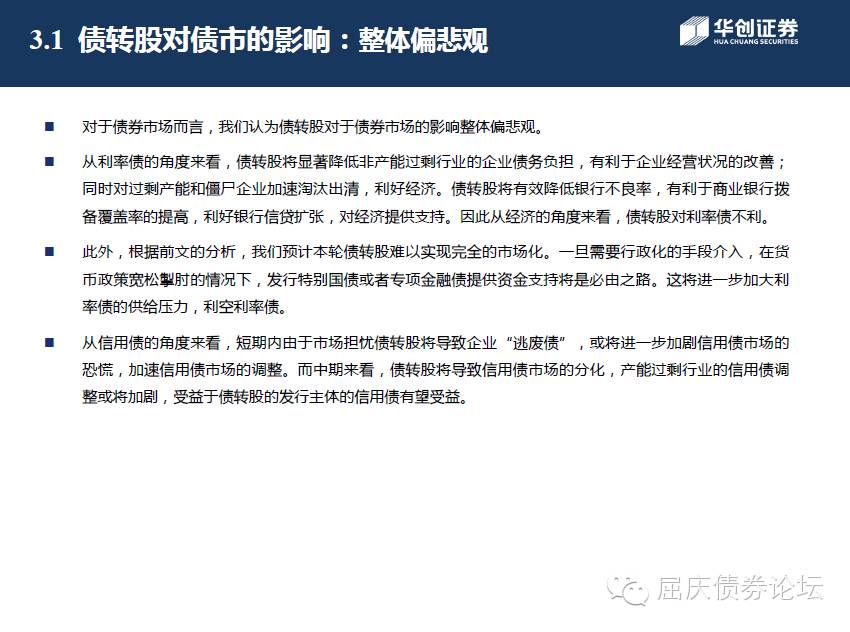 3.1 债转股对债市的影响：整体偏悲观
华创证券
HUA CHUANG SECURITIES
■ 对于债券市场而言，我们认为债转股对于债券市场的影响整体偏悲观。
■ 从利率债的角度来看，债转股将显著降低非产能过剩行业的企业债务负担，有利于企业经营状况的改善；
同时对过剩产能和僵尸企业加速淘汰出清，利好经济。债转股将有效降低银行不良率，有利于商业银行拨
备覆盖率的提高，利好银行信贷扩张，对经济提供支持。因此从经济的角度来看，债转股对利率债不利。
■ 此外，根据前文的分析，我们预计本轮债转股难以实现完全的市场化。一旦需要行政化的手段介入，在货
币政策宽松掣肘的情况下，发行特别国债或者专项金融债提供资金支持将是必由之路。这将进一步加大利
率债的供给压力，利空利率债。
■ 从信用债的角度来看，短期内由于市场担忧债转股将导致企业“逃废债”，或将进一步加剧信用债市场的
恐慌，加速信用债市场的调整。而中期来看，债转股将导致信用债市场的分化，产能过剩行业的信用债调
整或将加剧，受益于债转股的发行主体的信用债有望受益。
屈庆债券论坛